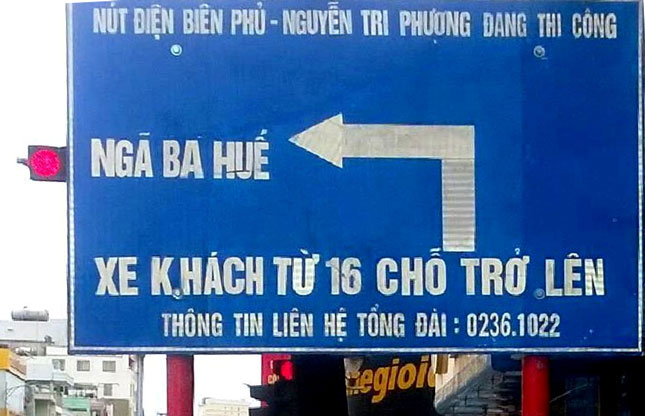 NÚT ĐIỆN BIÊN PHỦ - NGUYỄN TRI PHƯƠNG ĐANG THI CÔNG
NGÃ BA HUẾ
XE KHÁCH TỪ 16 CHỖ TRỞ LÊN
THÔNG TIN LIÊN HỆ TỔNG ĐÀI : 0236.1022